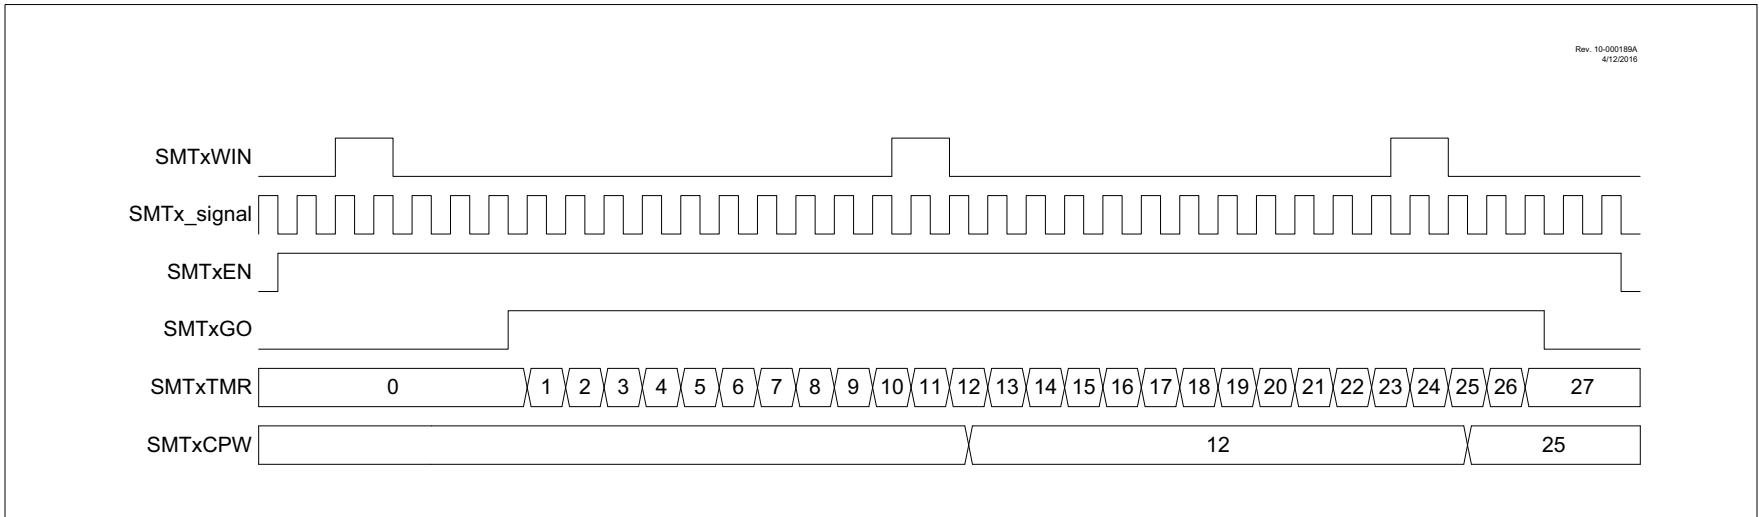 Rev. 10-000189A
4/12/2016
SMTxWIN
SMTx_signal
SMTxEN
SMTxGO
SMTxTMR 0 1 2 3 4 5 6 7 8 9 10 11 12 13 14 15 16 17 18 19 20 21 22 23 24 25 26 27
SMTxCPW 12 25